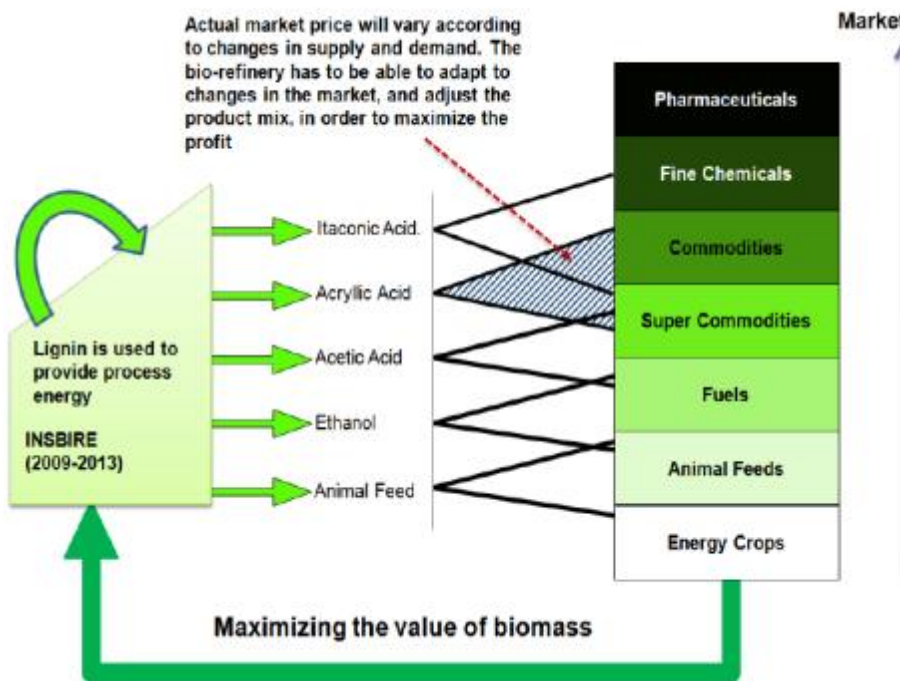 Actual market price will vary according
to changes in supply and demand. The
bio-refinery has to be able to adapt to
changes in the market, and adjust the
product mix, in order to maximize the
profit
Market
Pharmaceuticals
Fine Chemicals
Commodities
Super Commodities
Fuels
Animal Feeds
Energy Crops
Itaconic Acid.
Acryllic Acid
Acetic Acid
Ethanol
Animal Feed
Lignin is used to
provide process
energy
INSBIRE
(2009-2013)
Maximizing the value of biomass